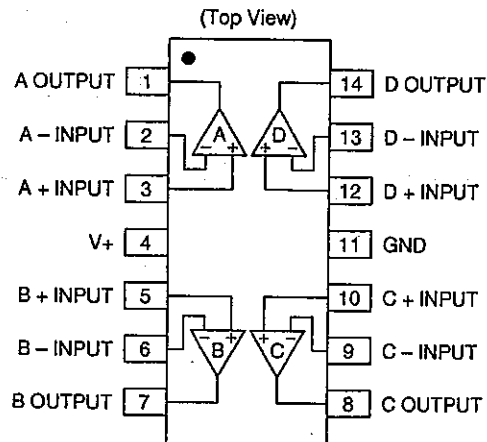 (Top View)
A OUTPUT 1 14 D OUTPUT
A – INPUT 2 A D 13 D – INPUT
– + + –
A + INPUT 3 12 D + INPUT
V+ 4 11 GND
B + INPUT 5 10 C + INPUT
– + + –
B – INPUT 6 B C 9 C – INPUT
B OUTPUT 7 8 C OUTPUT